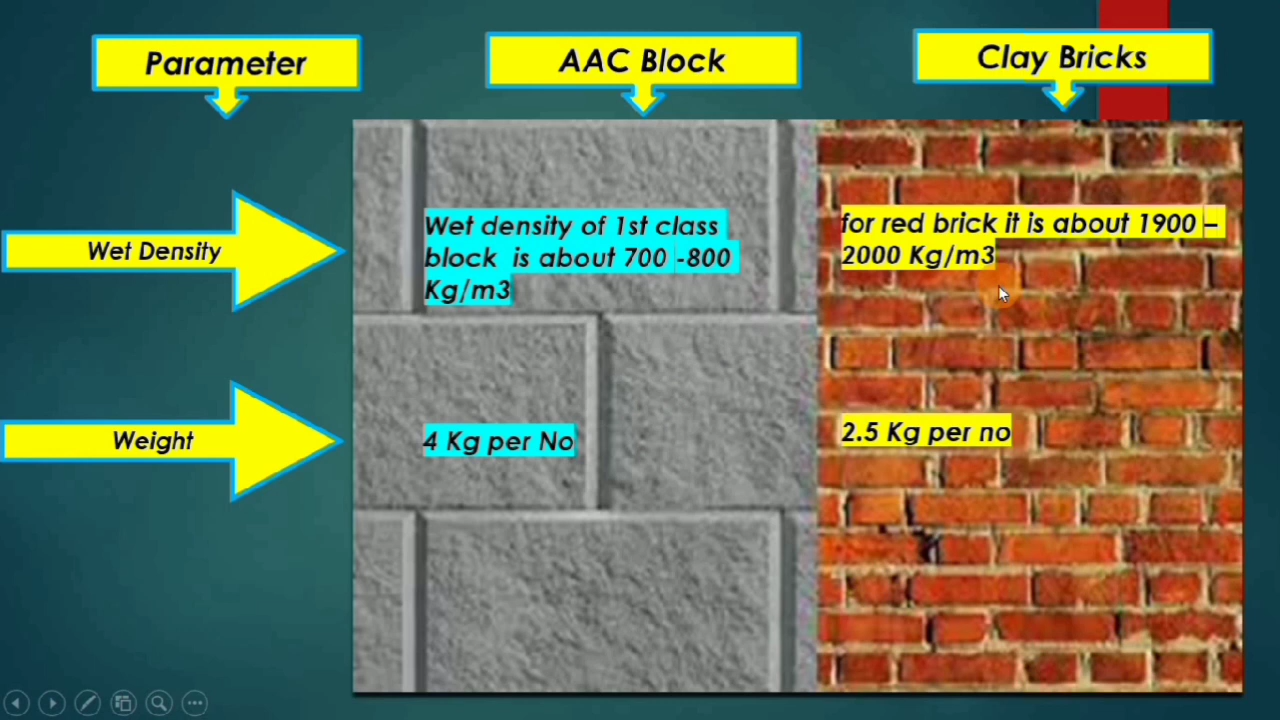 Parameter
AAC Block
Clay Bricks
Wet Density
Wet density of 1st class
block is about 700 -800
Kg/m3
for red brick it is about 1900 –
2000 Kg/m3
Weight
4 Kg per No
2.5 Kg per no